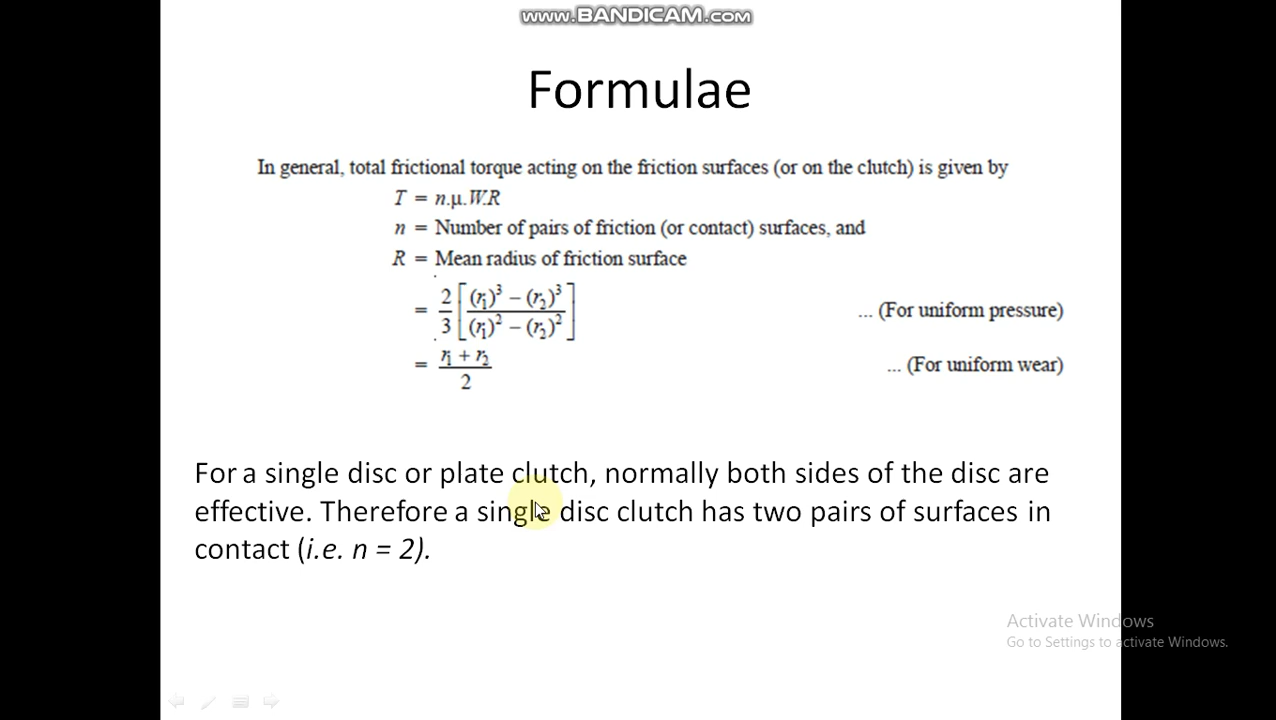 www.BANDICAM.com
Formulae
In general, total frictional torque acting on the friction surfaces (or on the clutch) is given by
T = n.μ.W.R
n = Number of pairs of friction (or contact) surfaces, and
R = Mean radius of friction surface
= 2/3 [ (r₁)³ – (r₂)³ / (r₁)² – (r₂)² ] ... (For uniform pressure)
= r₁ + r₂ / 2 ... (For uniform wear)
For a single disc or plate clutch, normally both sides of the disc are
effective. Therefore a single disc clutch has two pairs of surfaces in
contact (i.e. n = 2).
Activate Windows
Go to Settings to activate Windows.